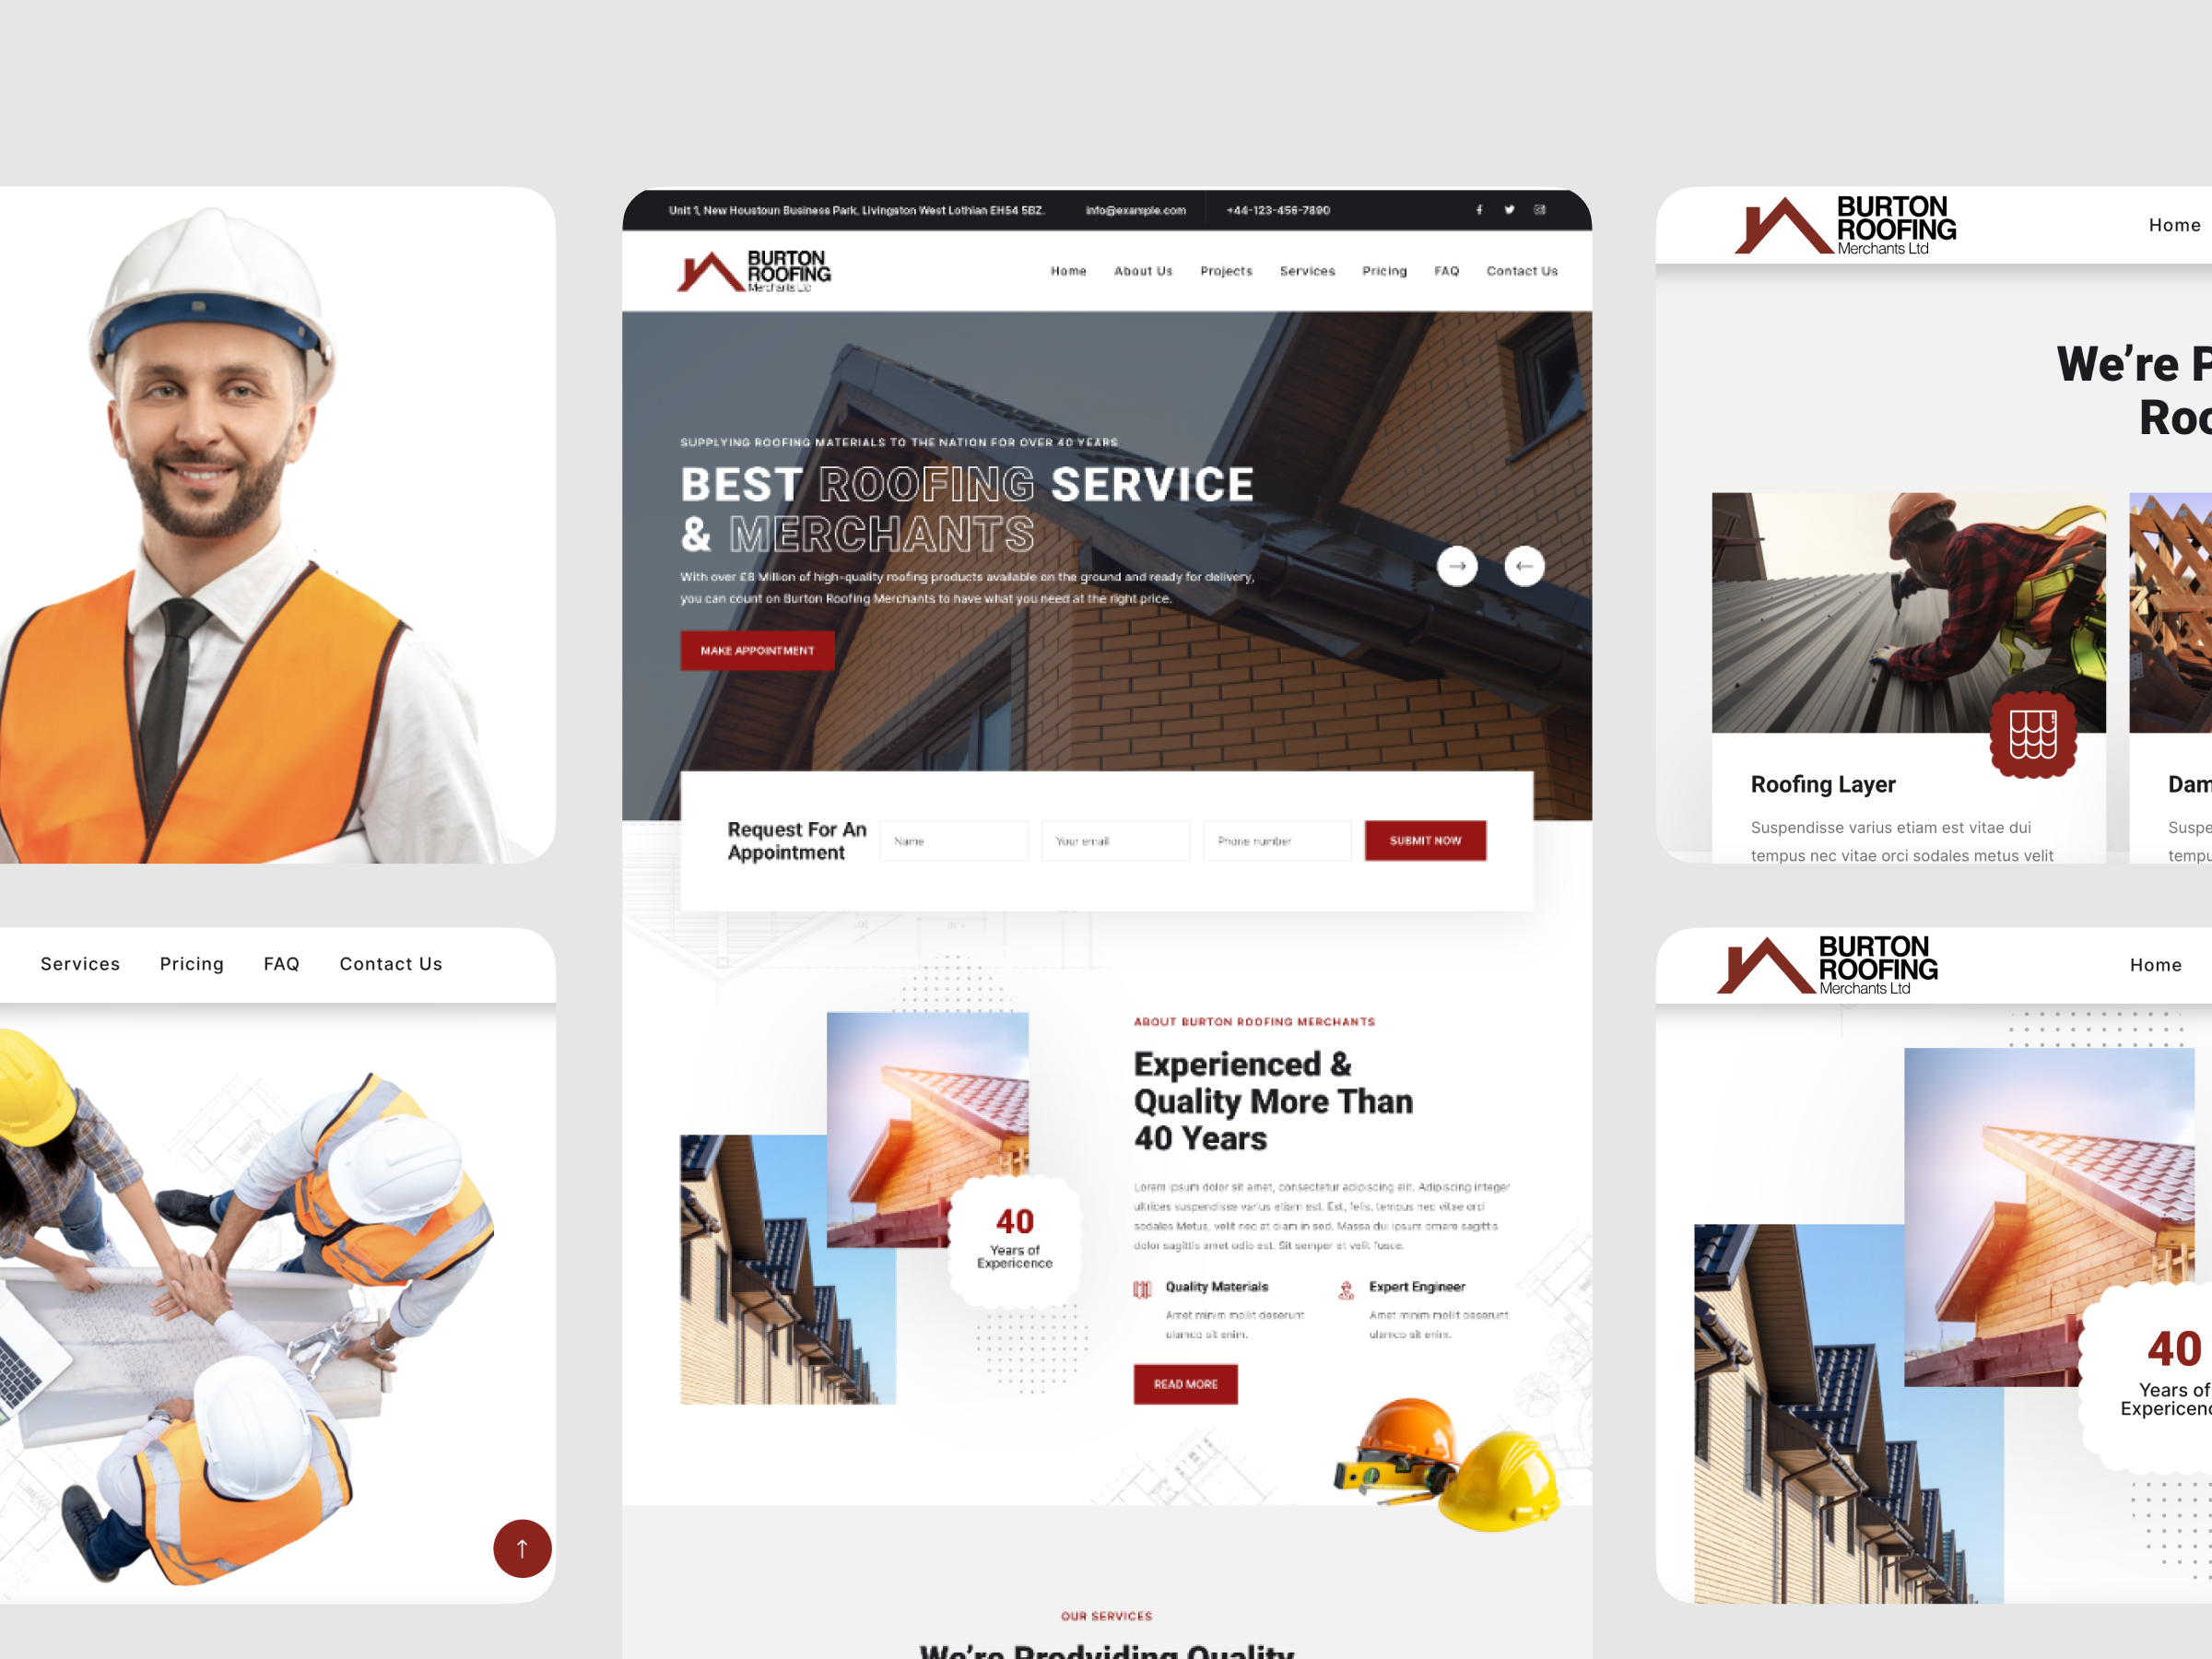 Unit 1, New Houstoun Business Park, Livingston West Lothian EH54 5BZ.
info@example.com
+44-123-456-7890
BURTON
ROOFING
Merchants Ltd
Home
About Us
Projects
Services
Pricing
FAQ
Contact Us
SUPPLYING ROOFING MATERIALS TO THE NATION FOR OVER 40 YEARS
BEST ROOFING SERVICE
& MERCHANTS
With over £8 Million of high-quality roofing products available on the ground and ready for delivery,
you can count on Burton Roofing Merchants to have what you need at the right price.
MAKE APPOINTMENT
Request For An
Appointment
Name
Your email
Phone number
SUBMIT NOW
ABOUT BURTON ROOFING MERCHANTS
Experienced &
Quality More Than
40 Years
Lorem ipsum dolor sit amet, consectetur adipiscing elit. Adipiscing integer
ultrices suspendisse varius etiam est. Est, felis, tempus nec vitae orci
sodales Metus, velit nec at diam in sed. Massa dui ipsum ornare sagittis
dolor sagittis amet odio est. Sit semper et velit fusce.
40
Years of
Expericence
Quality Materials
Amet minim mollit deserunt
ulamco sit enim.
Expert Engineer
Amet minim mollit deserunt
ulamco sit enim.
READ MORE
OUR SERVICES
We're Prodviding Quality
Services
Pricing
FAQ
Contact Us
BURTON
ROOFING
Merchants Ltd
Home
We're P
Roo
Roofing Layer
Suspendisse varius etiam est vitae dui
tempus nec vitae orci sodales metus velit
Dam
Suspe
tempu
BURTON
ROOFING
Merchants Ltd
Home
40
Years of
Expericenc